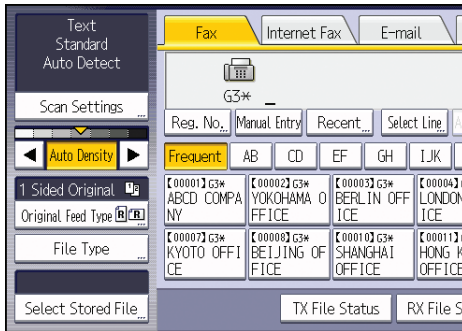 Text
Standard
Auto Detect
Scan Settings
Auto Density
1 Sided Original
Original Feed Type
File Type
Select Stored File
Fax
Internet Fax
E-mail
G3* _
Reg. No.
Manual Entry
Recent
Select Line
Frequent
AB
CD
EF
GH
IJK
【00001】G3*
ABCD COMPA
NY
【00002】G3*
YOKOHAMA O
FFICE
【00003】G3*
BERLIN OFF
ICE
【00004】
LONDON
ICE
【00007】G3*
KYOTO OFFI
CE
【00008】G3*
BEIJING OF
FICE
【00010】G3*
SHANGHAI
OFFICE
【00011】
HONG K
OFFICE
TX File Status
RX File S